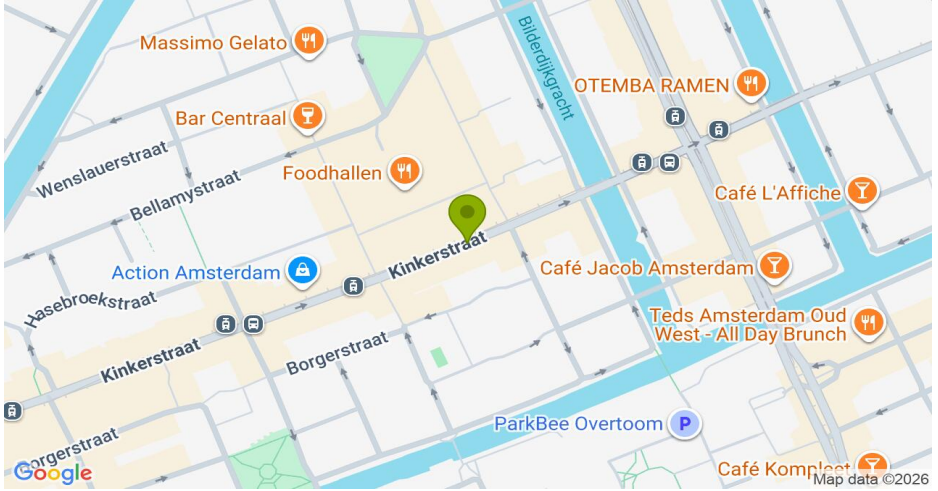 Massimo Gelato
Bilderdijkgracht
OTEMBA RAMEN
Bar Centraal
Wenslauerstraat
Foodhallen
Bellamystraat
Café L'Affiche
Kinkerstraat
Action Amsterdam
Café Jacob Amsterdam
Hasebroekstraat
Teds Amsterdam Oud
West - All Day Brunch
Borgerstraat
Kinkerstraat
P
ParkBee Overtoom
orgerstraat
Google
Café Kompleet
Map data ©2026